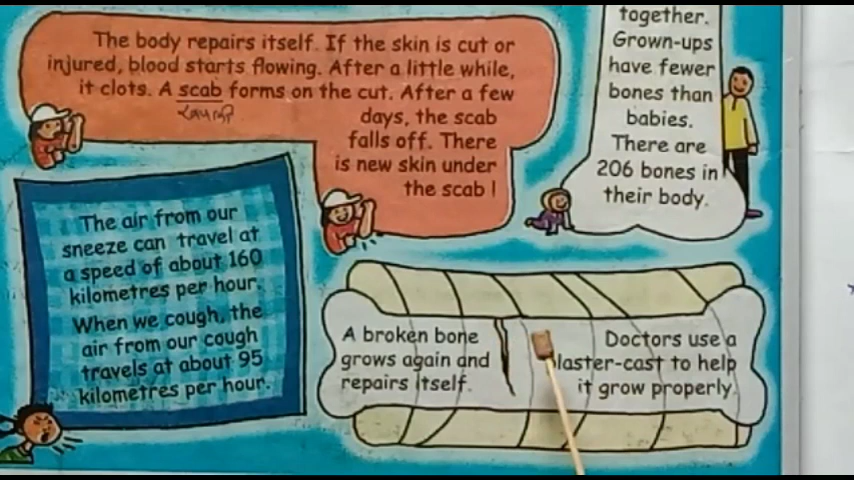 The body repairs itself. If the skin is cut or
injured, blood starts flowing. After a little while,
it clots. A scab forms on the cut. After a few
days, the scab
falls off. There
is new skin under
the scab !
together.
Grown-ups
have fewer
bones than
babies.
There are
206 bones in
their body.
The air from our
sneeze can travel at
a speed of about 160
kilometres per hour.
When we cough, the
air from our cough
travels at about 95
kilometres per hour.
A broken bone
grows again and
repairs itself.
Doctors use a
laster-cast to help
it grow properly.